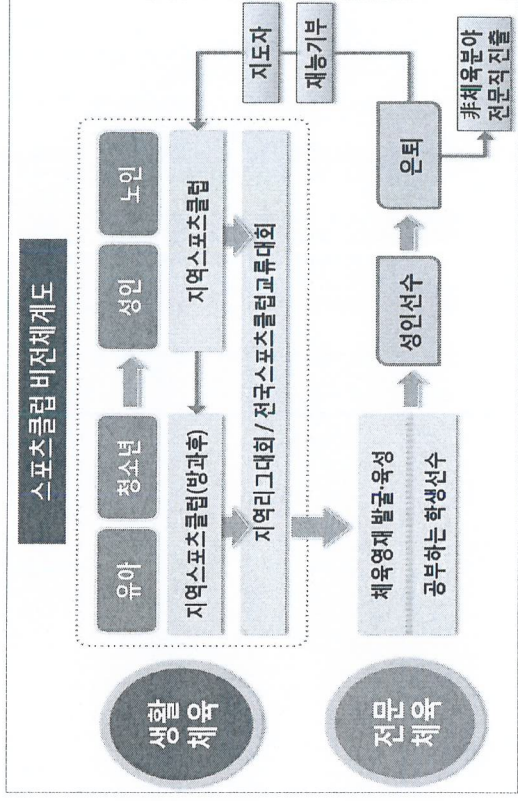 스포츠클럽 비전체계도
생활
체육
유아
청소년
성인
노인
지역스포츠클럽(방과후)
지역스포츠클럽
지역리그대회 / 전국스포츠클럽교류대회
지도자
재능기부
전문
체육
체육영재 발굴·육성
공부하는 학생선수
성인선수
은퇴
非체육분야
전문직 진출